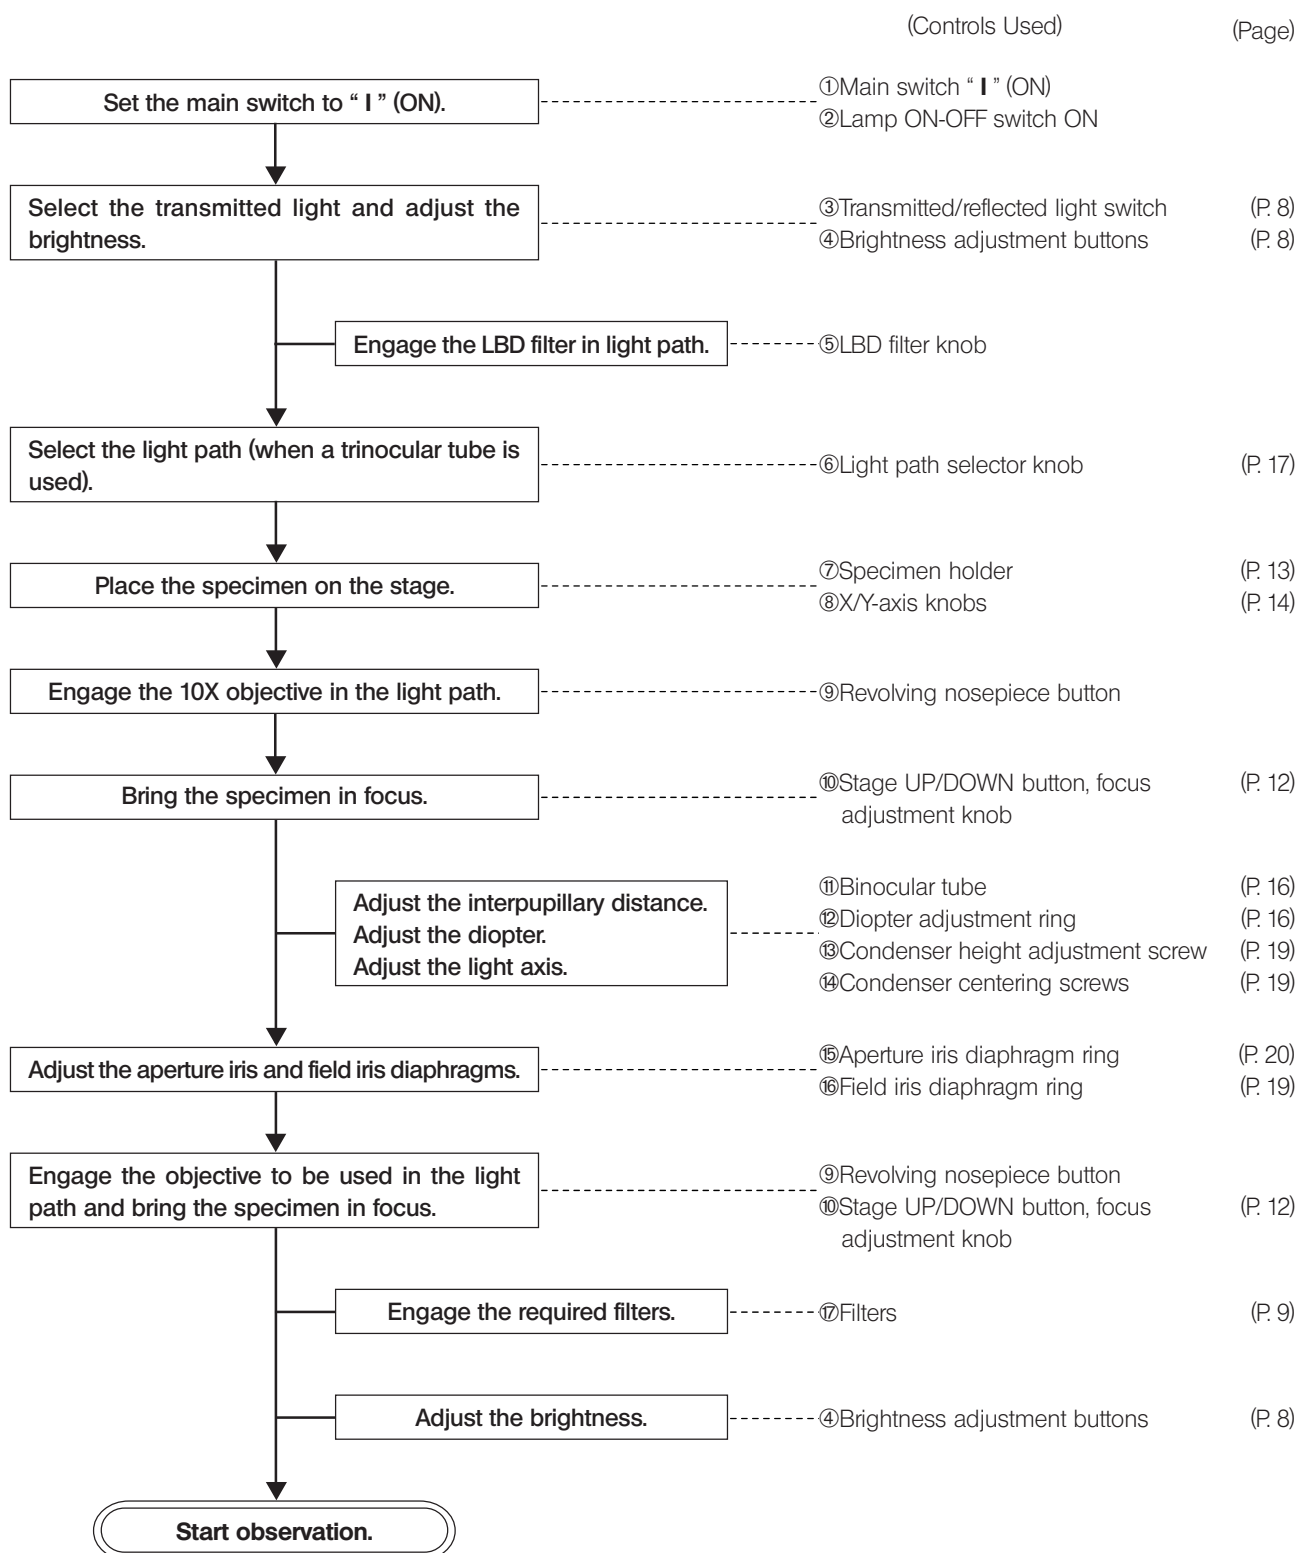 (Controls Used) (Page)
Set the main switch to “ I ” (ON).
①Main switch “ I ” (ON)
②Lamp ON-OFF switch ON
Select the transmitted light and adjust the
brightness.
③Transmitted/reflected light switch (P. 8)
④Brightness adjustment buttons (P. 8)
Engage the LBD filter in light path.
⑤LBD filter knob
Select the light path (when a trinocular tube is
used).
⑥Light path selector knob (P. 17)
Place the specimen on the stage.
⑦Specimen holder (P. 13)
⑧X/Y-axis knobs (P. 14)
Engage the 10X objective in the light path.
⑨Revolving nosepiece button
Bring the specimen in focus.
⑩Stage UP/DOWN button, focus (P. 12)
adjustment knob
Adjust the interpupillary distance.
Adjust the diopter.
Adjust the light axis.
⑪Binocular tube (P. 16)
⑫Diopter adjustment ring (P. 16)
⑬Condenser height adjustment screw (P. 19)
⑭Condenser centering screws (P. 19)
Adjust the aperture iris and field iris diaphragms.
⑮Aperture iris diaphragm ring (P. 20)
⑯Field iris diaphragm ring (P. 19)
Engage the objective to be used in the light
path and bring the specimen in focus.
⑨Revolving nosepiece button
⑩Stage UP/DOWN button, focus (P. 12)
adjustment knob
Engage the required filters.
⑰Filters (P. 9)
Adjust the brightness.
④Brightness adjustment buttons (P. 8)
Start observation.